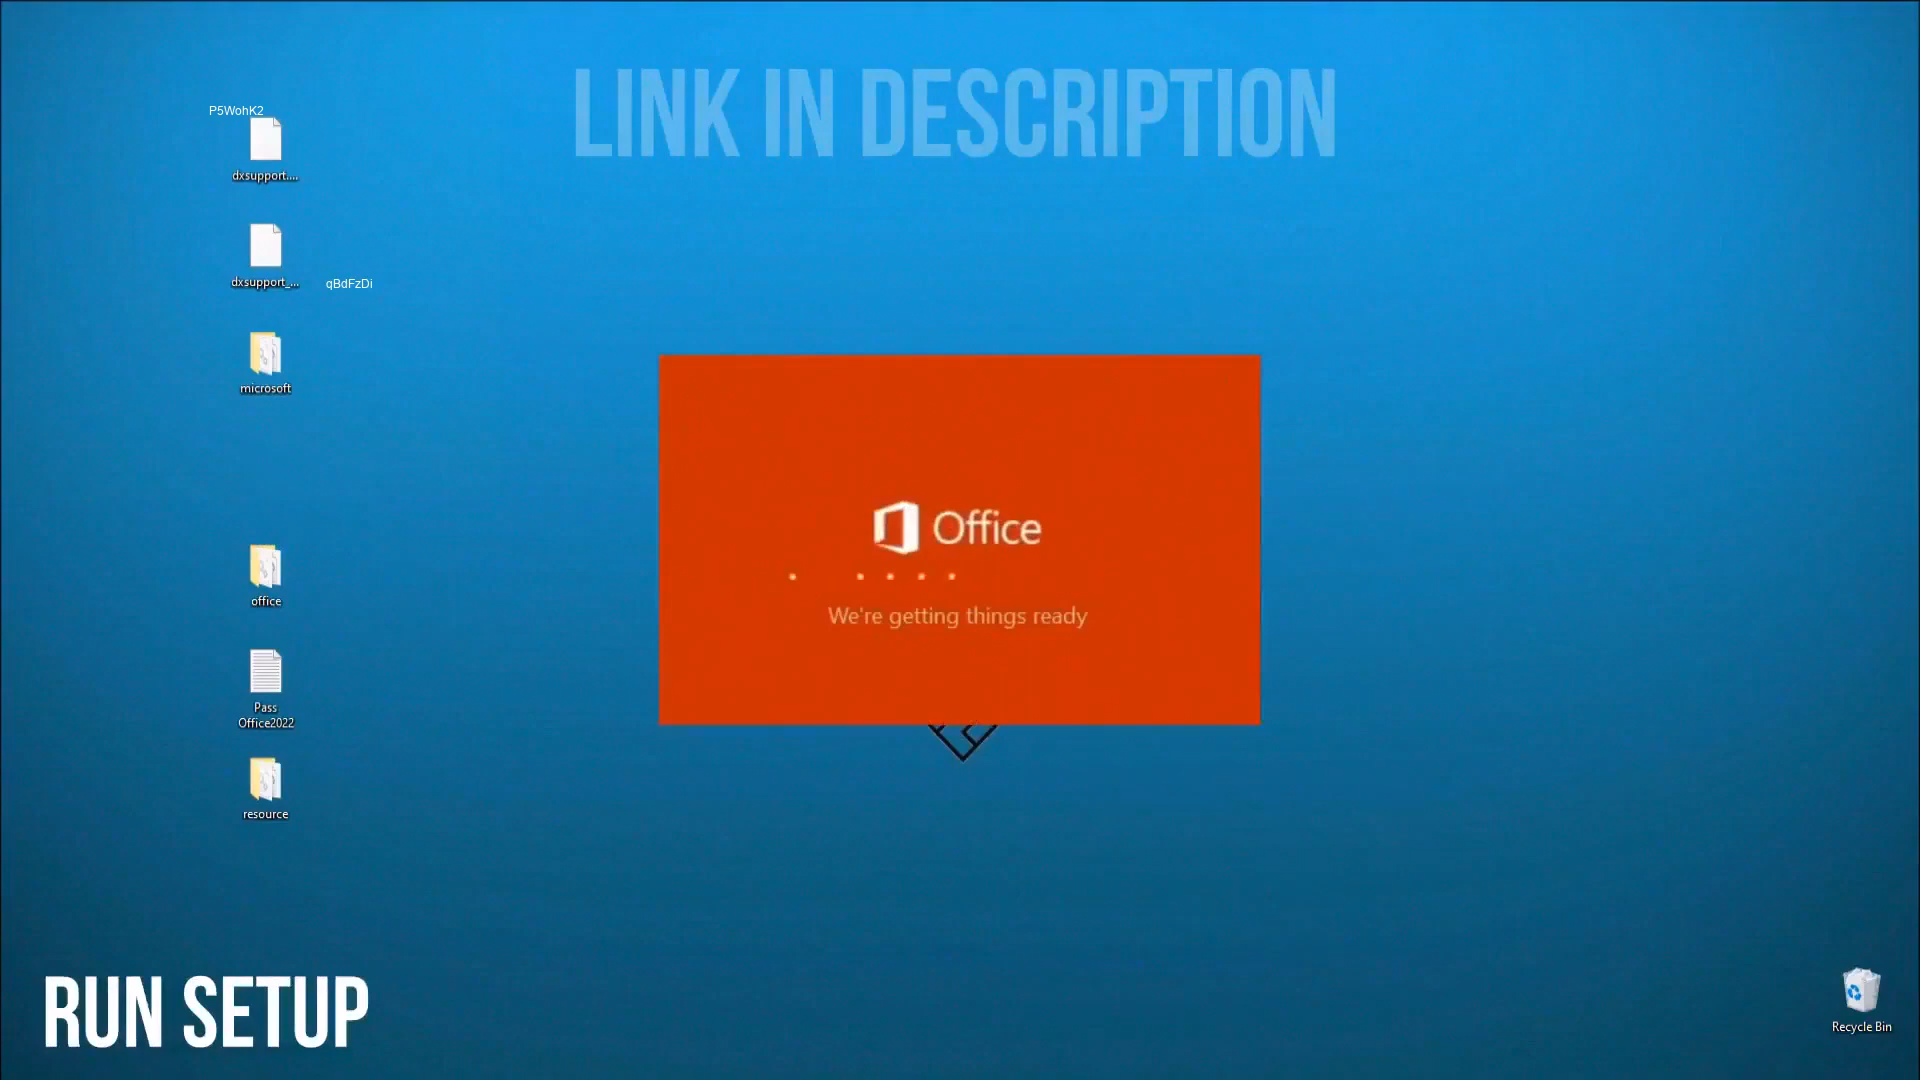 LINK IN DESCRIPTION
P5WohK2
dxsupport....
dxsupport_...
qBdFzDi
microsoft
Office
We're getting things ready
office
Pass
Office2022
resource
RUN SETUP
Recycle Bin